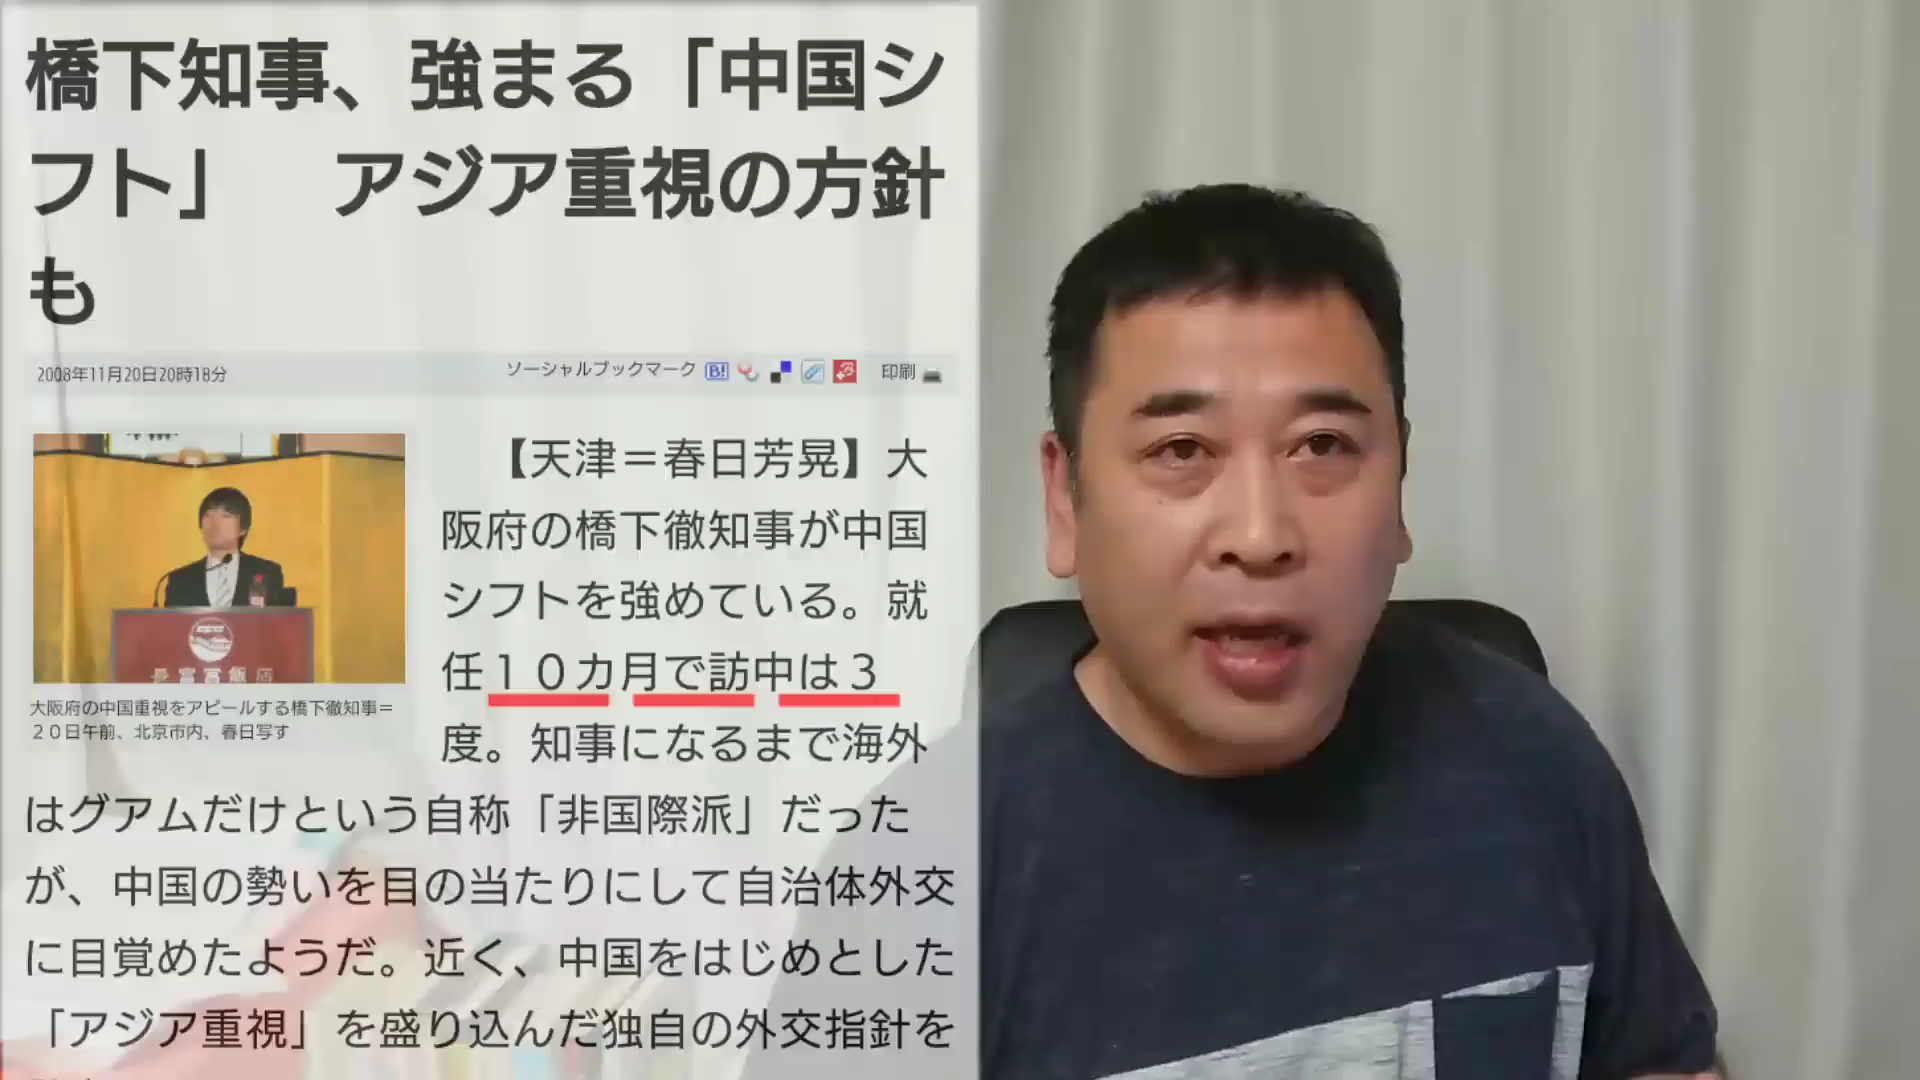 橋下知事、強まる「中国シ
フト」　アジア重視の方針
も
2008年11月20日20時18分
ソーシャルブックマーク B! 印刷
【天津＝春日芳晃】大
阪府の橋下徹知事が中国
シフトを強めている。就
任１０カ月で訪中は３
度。知事になるまで海外
はグアムだけという自称「非国際派」だった
が、中国の勢いを目の当たりにして自治体外交
に目覚めたようだ。近く、中国をはじめとした
「アジア重視」を盛り込んだ独自の外交指針を
長富宮飯店
大阪府の中国重視をアピールする橋下徹知事＝
２０日午前、北京市内、春日写す